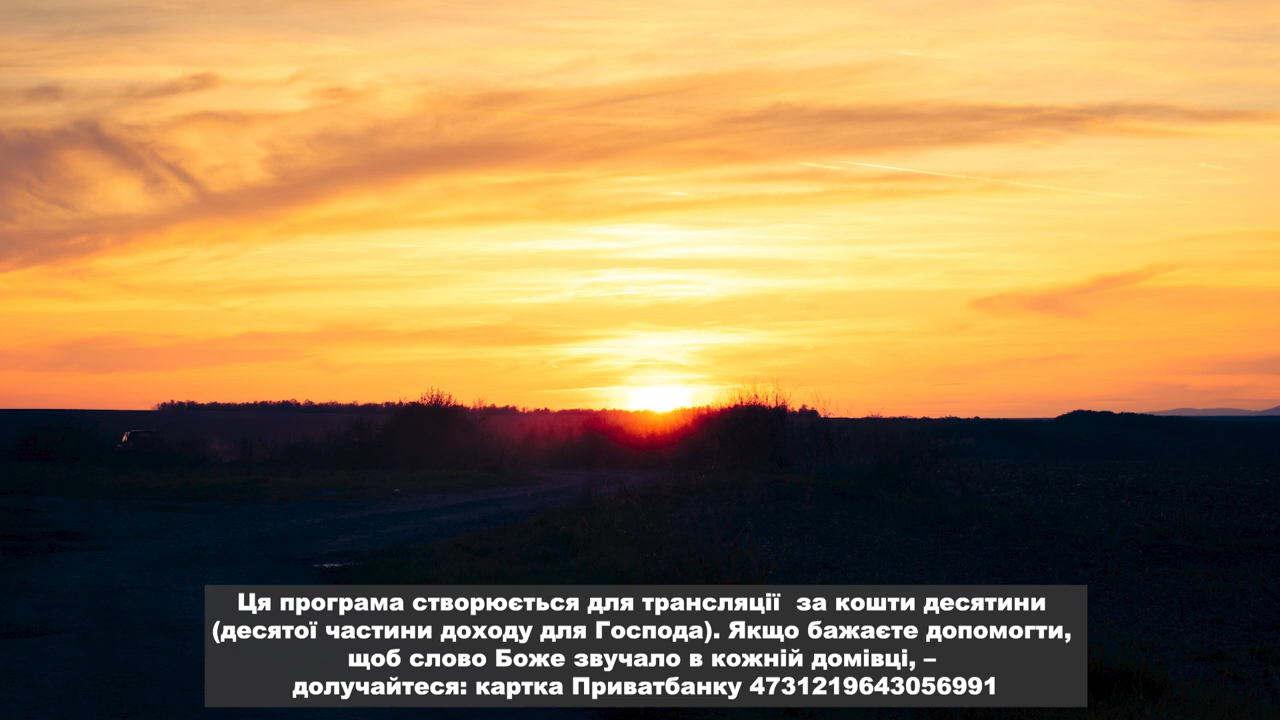 Ця програма створюється для трансляції  за кошти десятини
(десятої частини доходу для Господа). Якщо бажаєте допомогти,
щоб слово Боже звучало в кожній домівці, –
долучайтеся: картка Приватбанку 4731219643056991